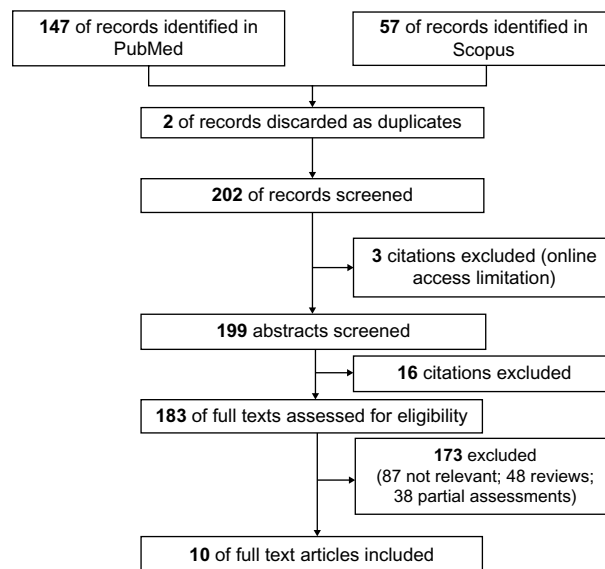 147 of records identified in
PubMed
57 of records identified in
Scopus
2 of records discarded as duplicates
202 of records screened
3 citations excluded (online
access limitation)
199 abstracts screened
16 citations excluded
183 of full texts assessed for eligibility
173 excluded
(87 not relevant; 48 reviews;
38 partial assessments)
10 of full text articles included